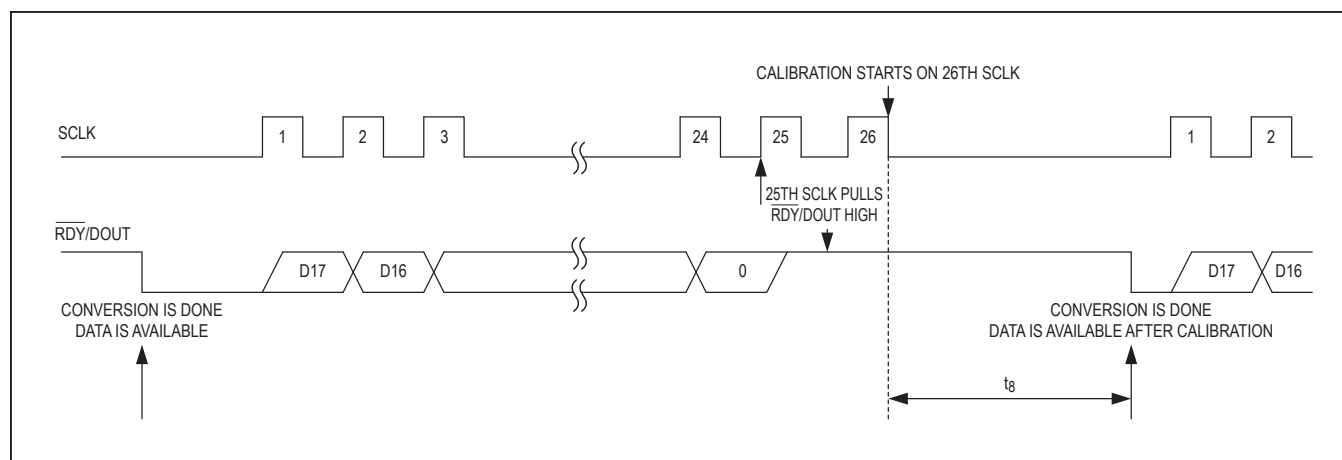 CALIBRATION STARTS ON 26TH SCLK
SCLK
1
2
3
24
25
26
1
2
25TH SCLK PULLS
RDY/DOUT HIGH
RDY/DOUT
D17
D16
0
D17
D16
CONVERSION IS DONE
DATA IS AVAILABLE
CONVERSION IS DONE
DATA IS AVAILABLE AFTER CALIBRATION
t8